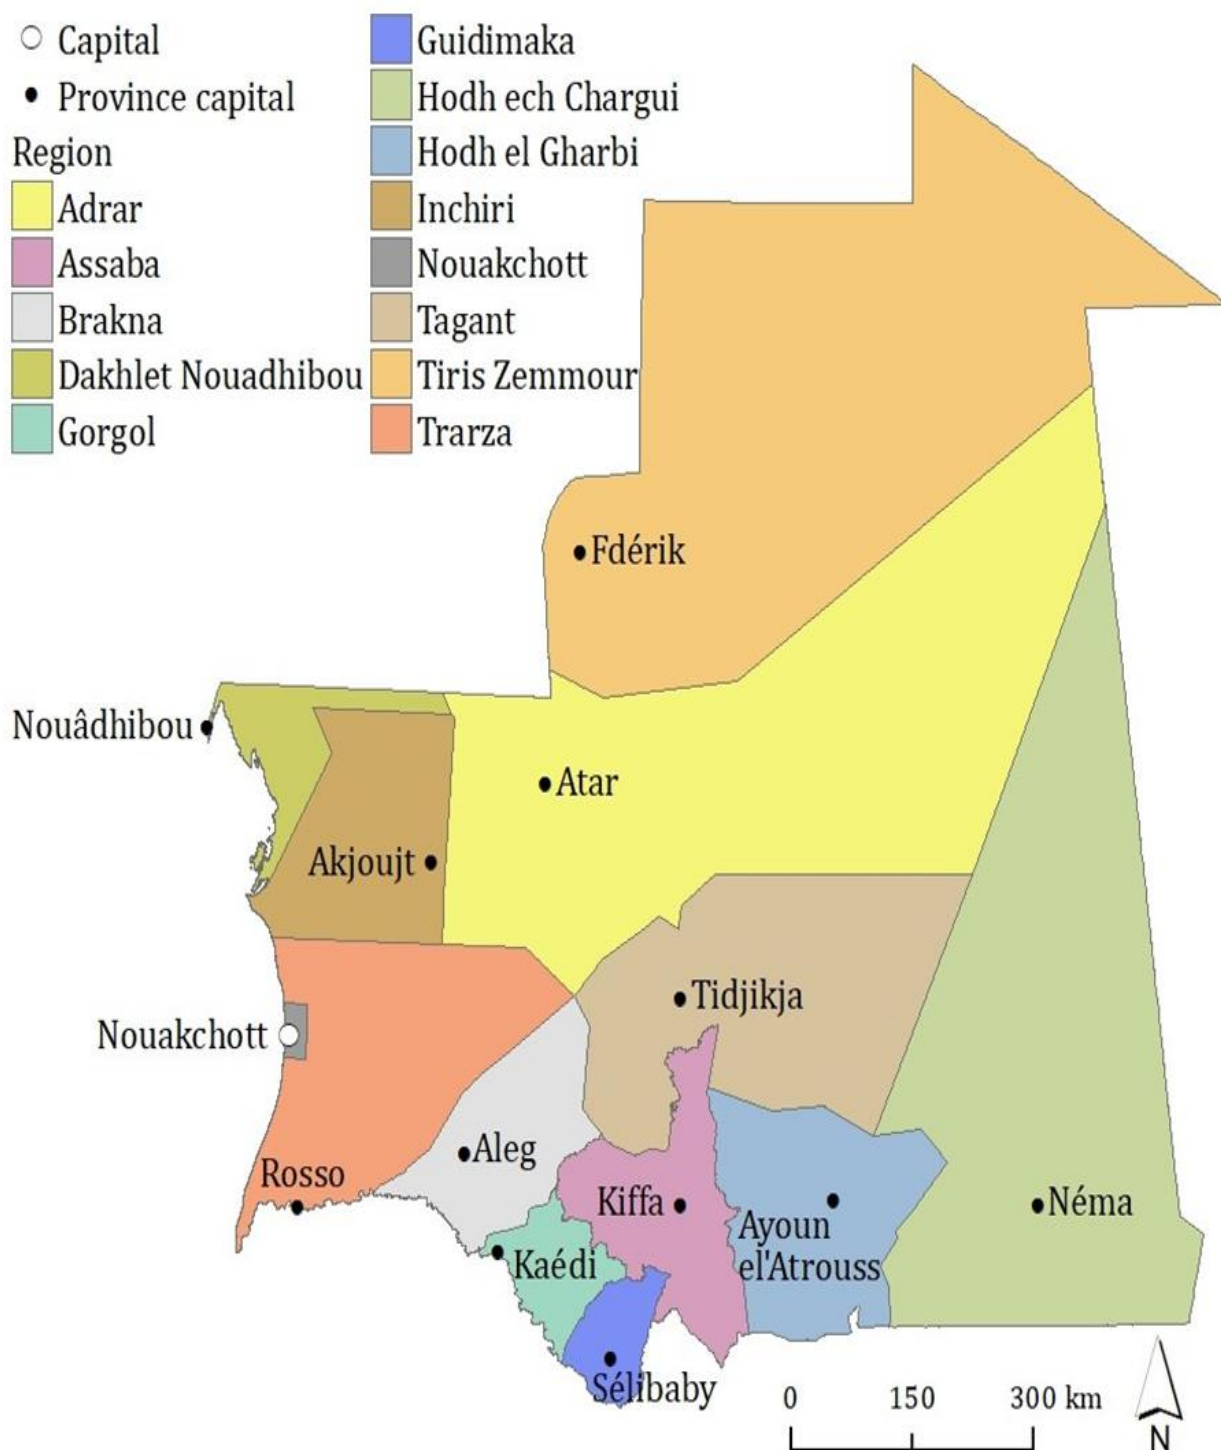 Capital
Province capital
Region
Adrar
Assaba
Brakna
Dakhlet Nouadhibou
Gorgol
Guidimaka
Hodh ech Chargui
Hodh el Gharbi
Inchiri
Nouakchott
Tagant
Tiris Zemmour
Trarza
Fdérik
Nouâdhibou
Atar
Akjoujt
Tidjikja
Nouakchott
Aleg
Rosso
Kiffa
Néma
Ayoun
el'Atrouss
Kaédi
Sélibaby
0 150 300 km
N